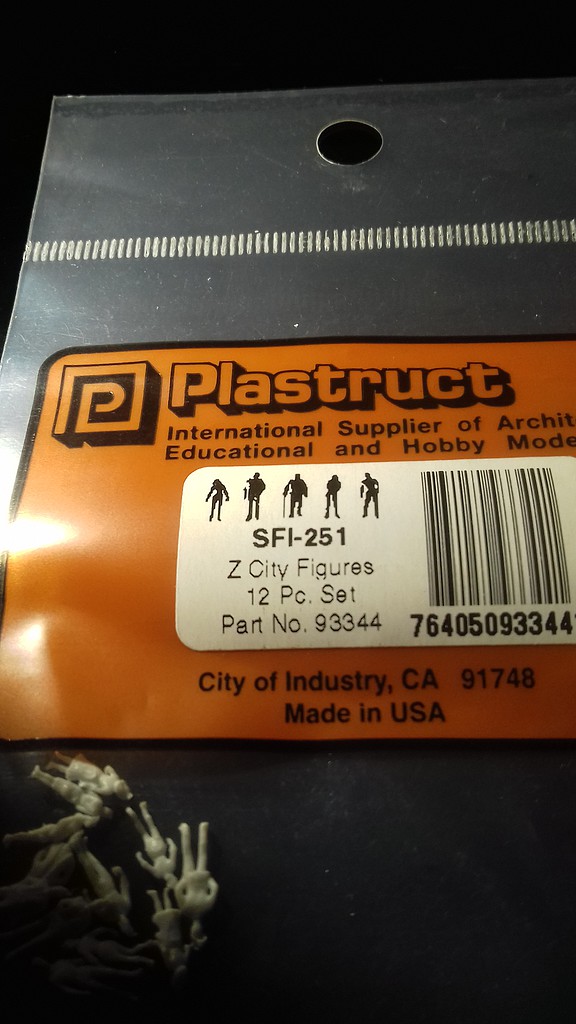 P
Plastruct
International Supplier of Archit
Educational and Hobby Mode
SFI-251
Z City Figures
12 Pc. Set
Part No. 93344
764050933441
City of Industry, CA 91748
Made in USA